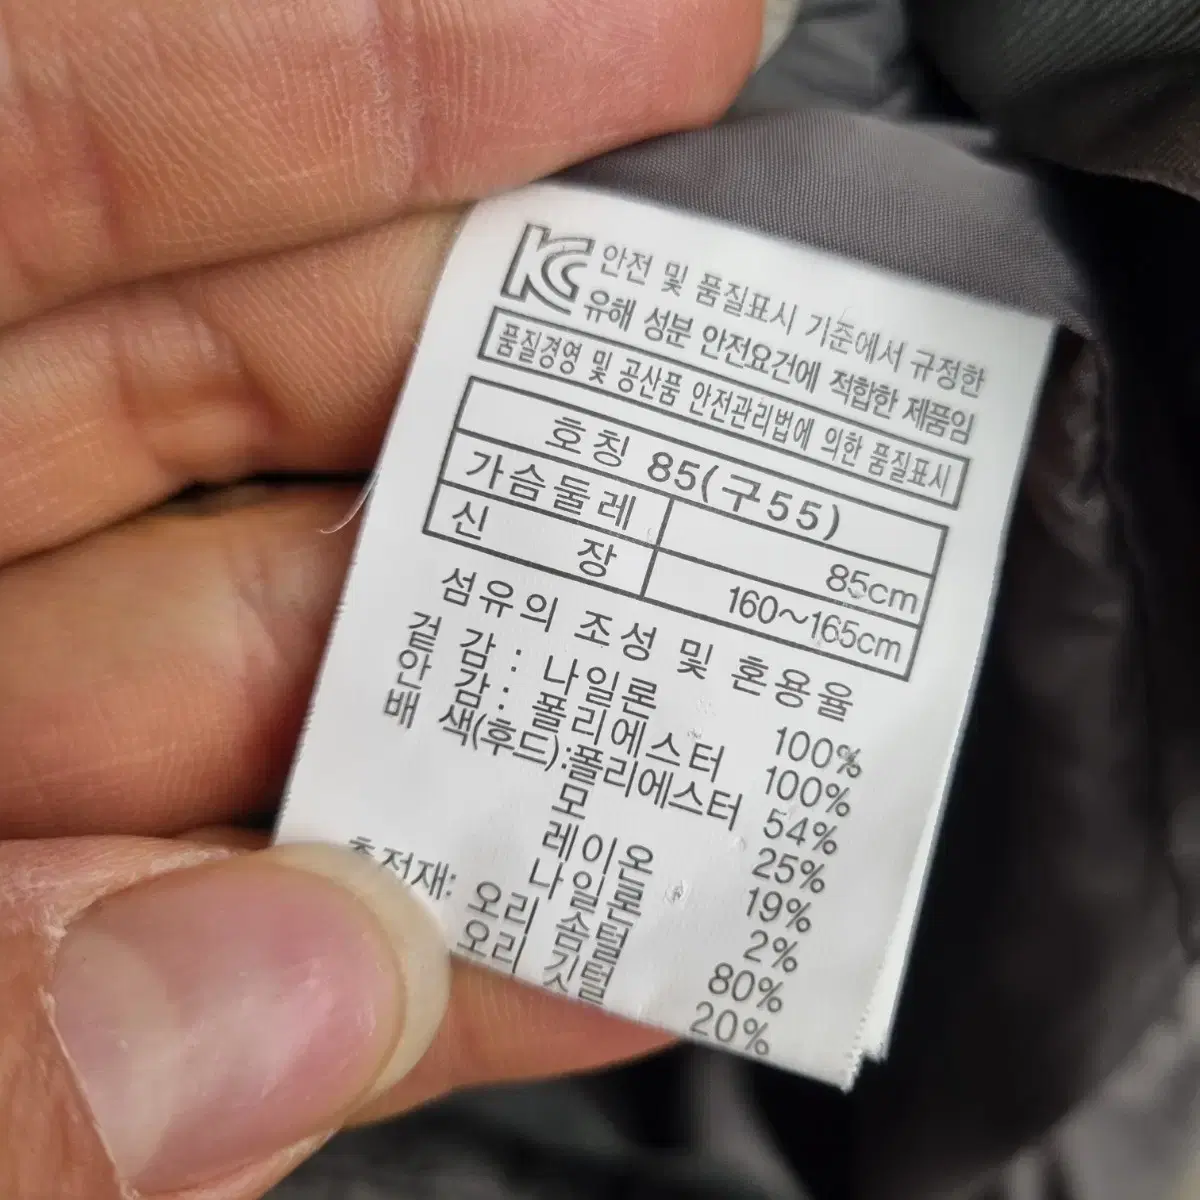 KC 안전 및 품질표시 기준에서 규정한
유해 성분 안전요건에 적합한 제품임
품질경영 및 공산품 안전관리법에 의한 품질표시
호칭 85(구55)
가슴둘레 85cm
신 장 160~165cm
섬유의 조성 및 혼용율
겉 감: 나일론 100%
안 감: 폴리에스터 100%
배 색(후드):폴리에스터 54%
모 25%
레이온 19%
나일론 2%
충전재: 오리 솜털 80%
오리 깃털 20%